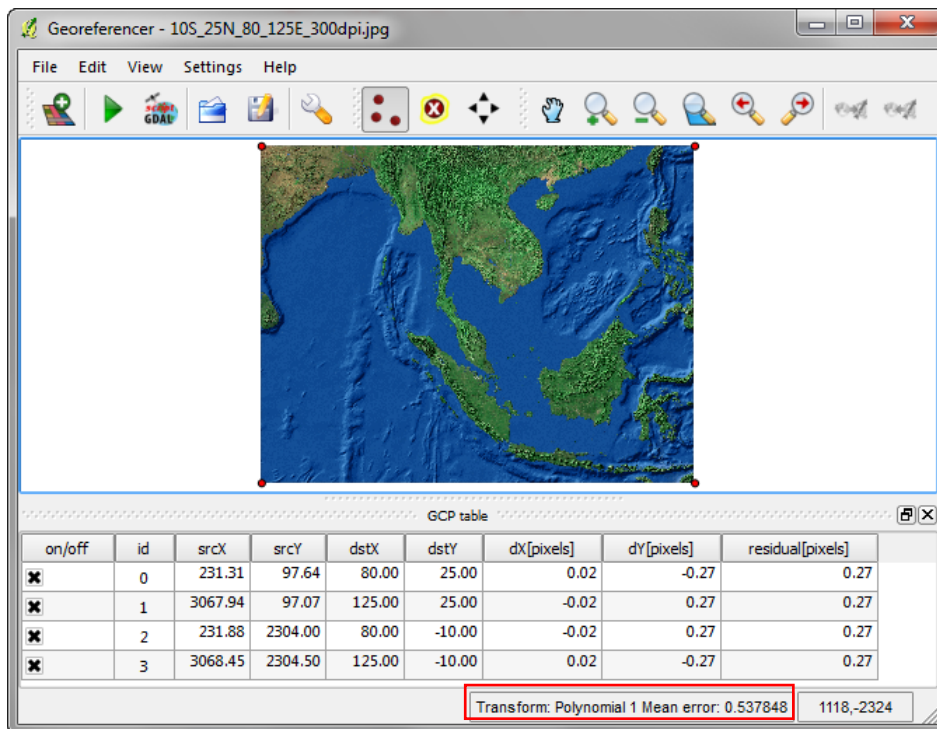 Georeferencer - 10S_25N_80_125E_300dpi.jpg
File Edit View Settings Help
script
GDAL
GCP table
on/off id srcX srcY dstX dstY dX[pixels] dY[pixels] residual[pixels]
0 231.31 97.64 80.00 25.00 0.02 -0.27 0.27
1 3067.94 97.07 125.00 25.00 -0.02 0.27 0.27
2 231.88 2304.00 80.00 -10.00 -0.02 0.27 0.27
3 3068.45 2304.50 125.00 -10.00 0.02 -0.27 0.27
Transform: Polynomial 1 Mean error: 0.537848 1118,-2324